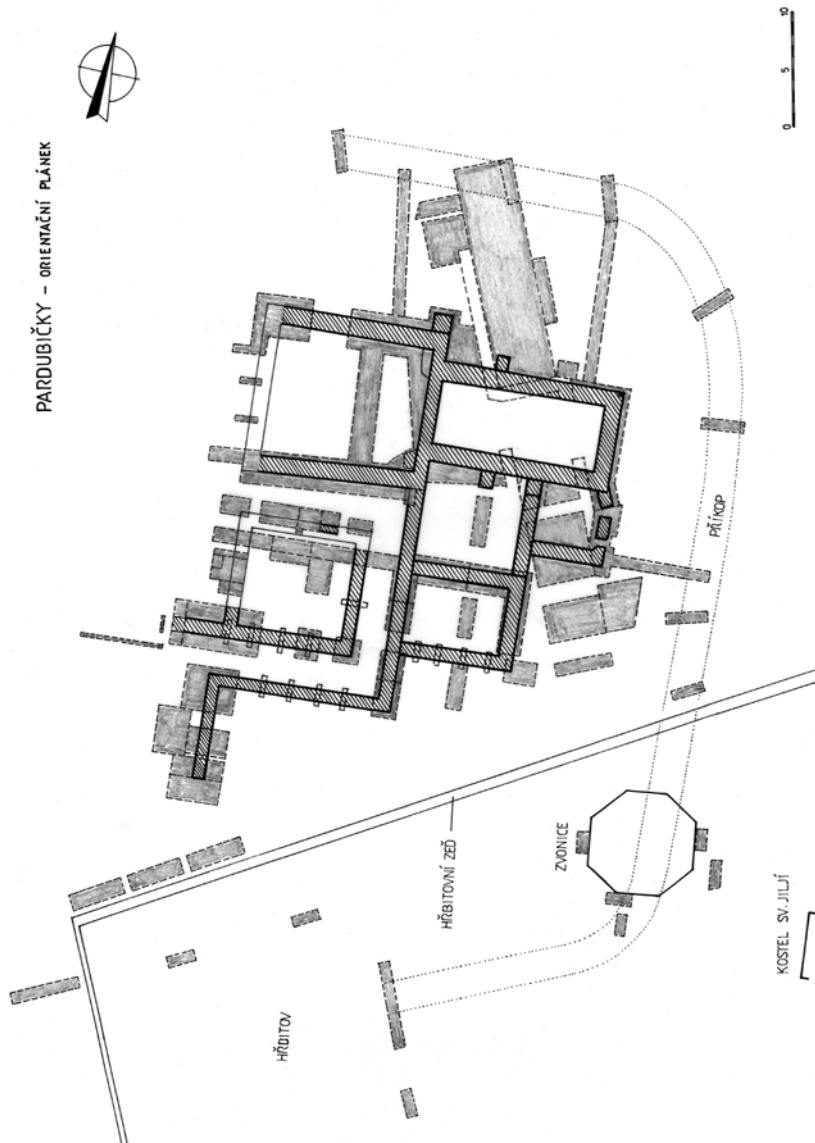 PARDUBIČKY - ORIENTAČNÍ PLÁNEK
0 5 10
PŘÍKOP
HŘBITOVNÍ ZEĎ
ZVONICE
HŘBITOV
KOSTEL SV. JILJÍ